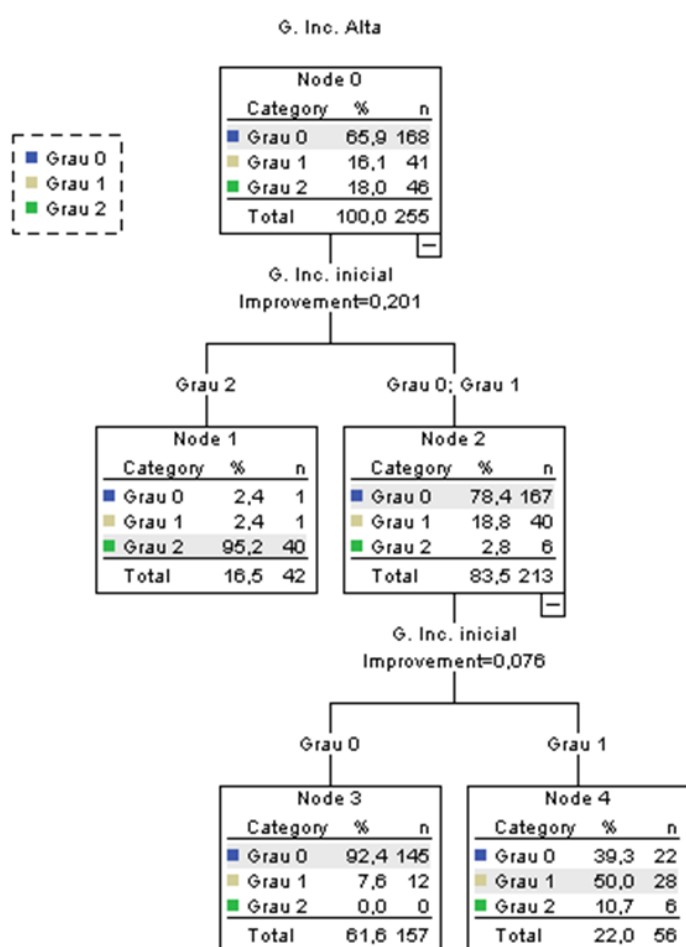 G. Inc. Alta
Node 0
Category % n
Grau 0 65,9 168
Grau 1 16,1 41
Grau 2 18,0 46
Total 100,0 255
Grau 0
Grau 1
Grau 2
G. Inc. inicial
Improvement=0,201
Grau 2
Grau 0; Grau 1
Node 1
Category % n
Grau 0 2,4 1
Grau 1 2,4 1
Grau 2 95,2 40
Total 16,5 42
Node 2
Category % n
Grau 0 78,4 167
Grau 1 18,8 40
Grau 2 2,8 6
Total 83,5 213
G. Inc. inicial
Improvement=0,076
Grau 0
Grau 1
Node 3
Category % n
Grau 0 92,4 145
Grau 1 7,6 12
Grau 2 0,0 0
Total 61,6 157
Node 4
Category % n
Grau 0 39,3 22
Grau 1 50,0 28
Grau 2 10,7 6
Total 22,0 56